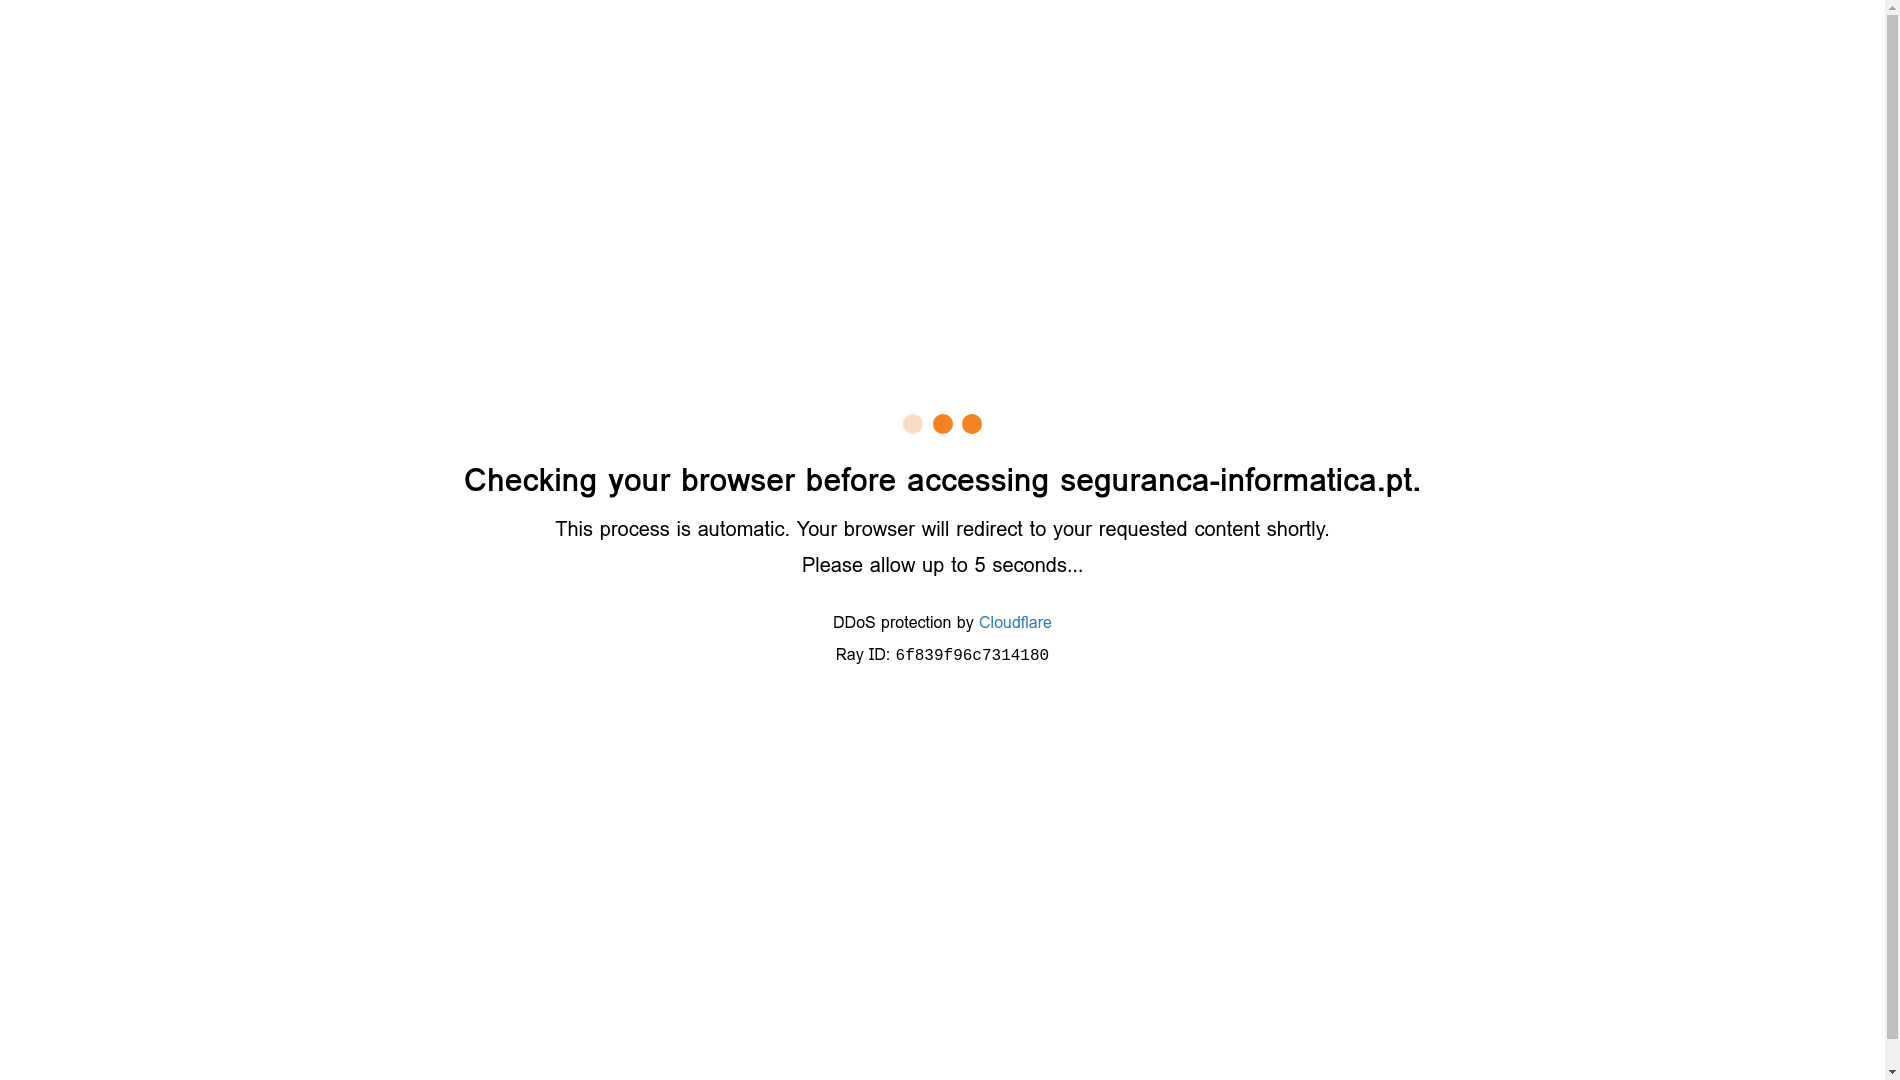 Checking your browser before accessing seguranca-informatica.pt.
This process is automatic. Your browser will redirect to your requested content shortly.
Please allow up to 5 seconds...
DDoS protection by Cloudflare
Ray ID: 6f839f96c7314180